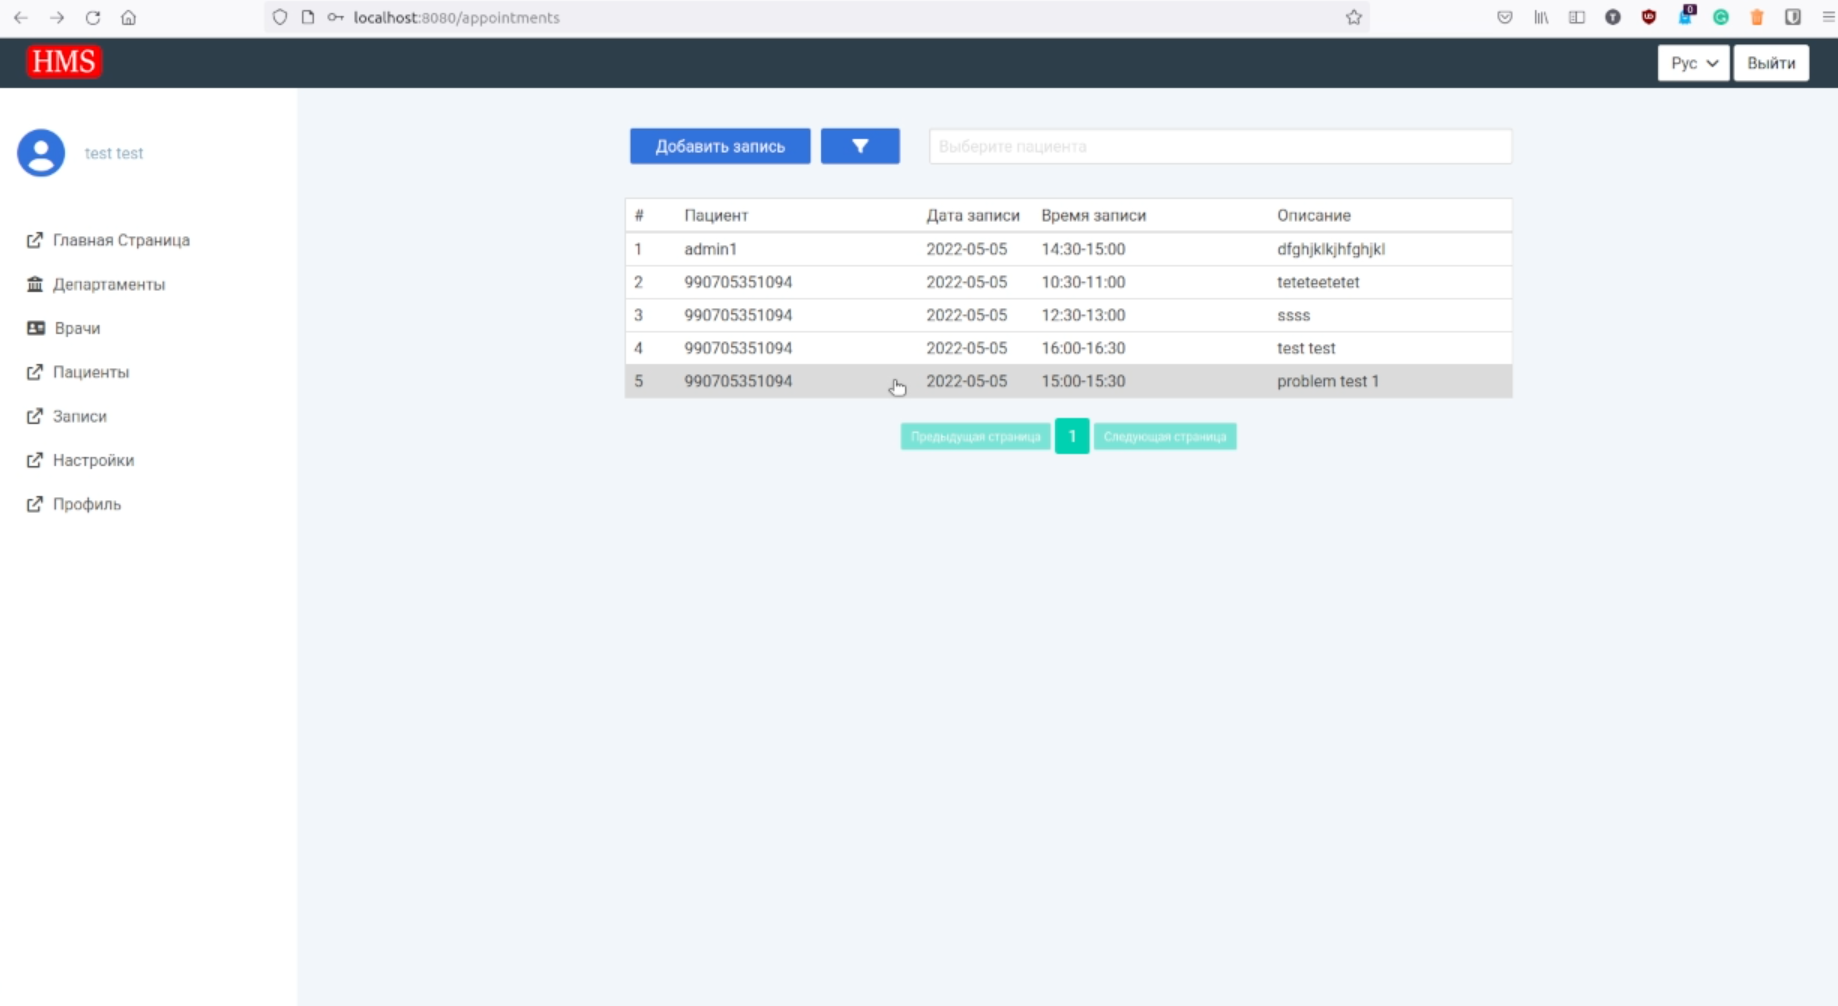 localhost:8080/appointments
0
HMS
Рус
Выйти
test test
Главная Страница
Департаменты
Врачи
Пациенты
Записи
Настройки
Профиль
Добавить запись
Выберите пациента
# Пациент Дата записи Время записи Описание
1 admin1 2022-05-05 14:30-15:00 dfghjklkjhfghjkl
2 990705351094 2022-05-05 10:30-11:00 teteteetetet
3 990705351094 2022-05-05 12:30-13:00 ssss
4 990705351094 2022-05-05 16:00-16:30 test test
5 990705351094 2022-05-05 15:00-15:30 problem test 1
Предыдущая страница 1 Следующая страница